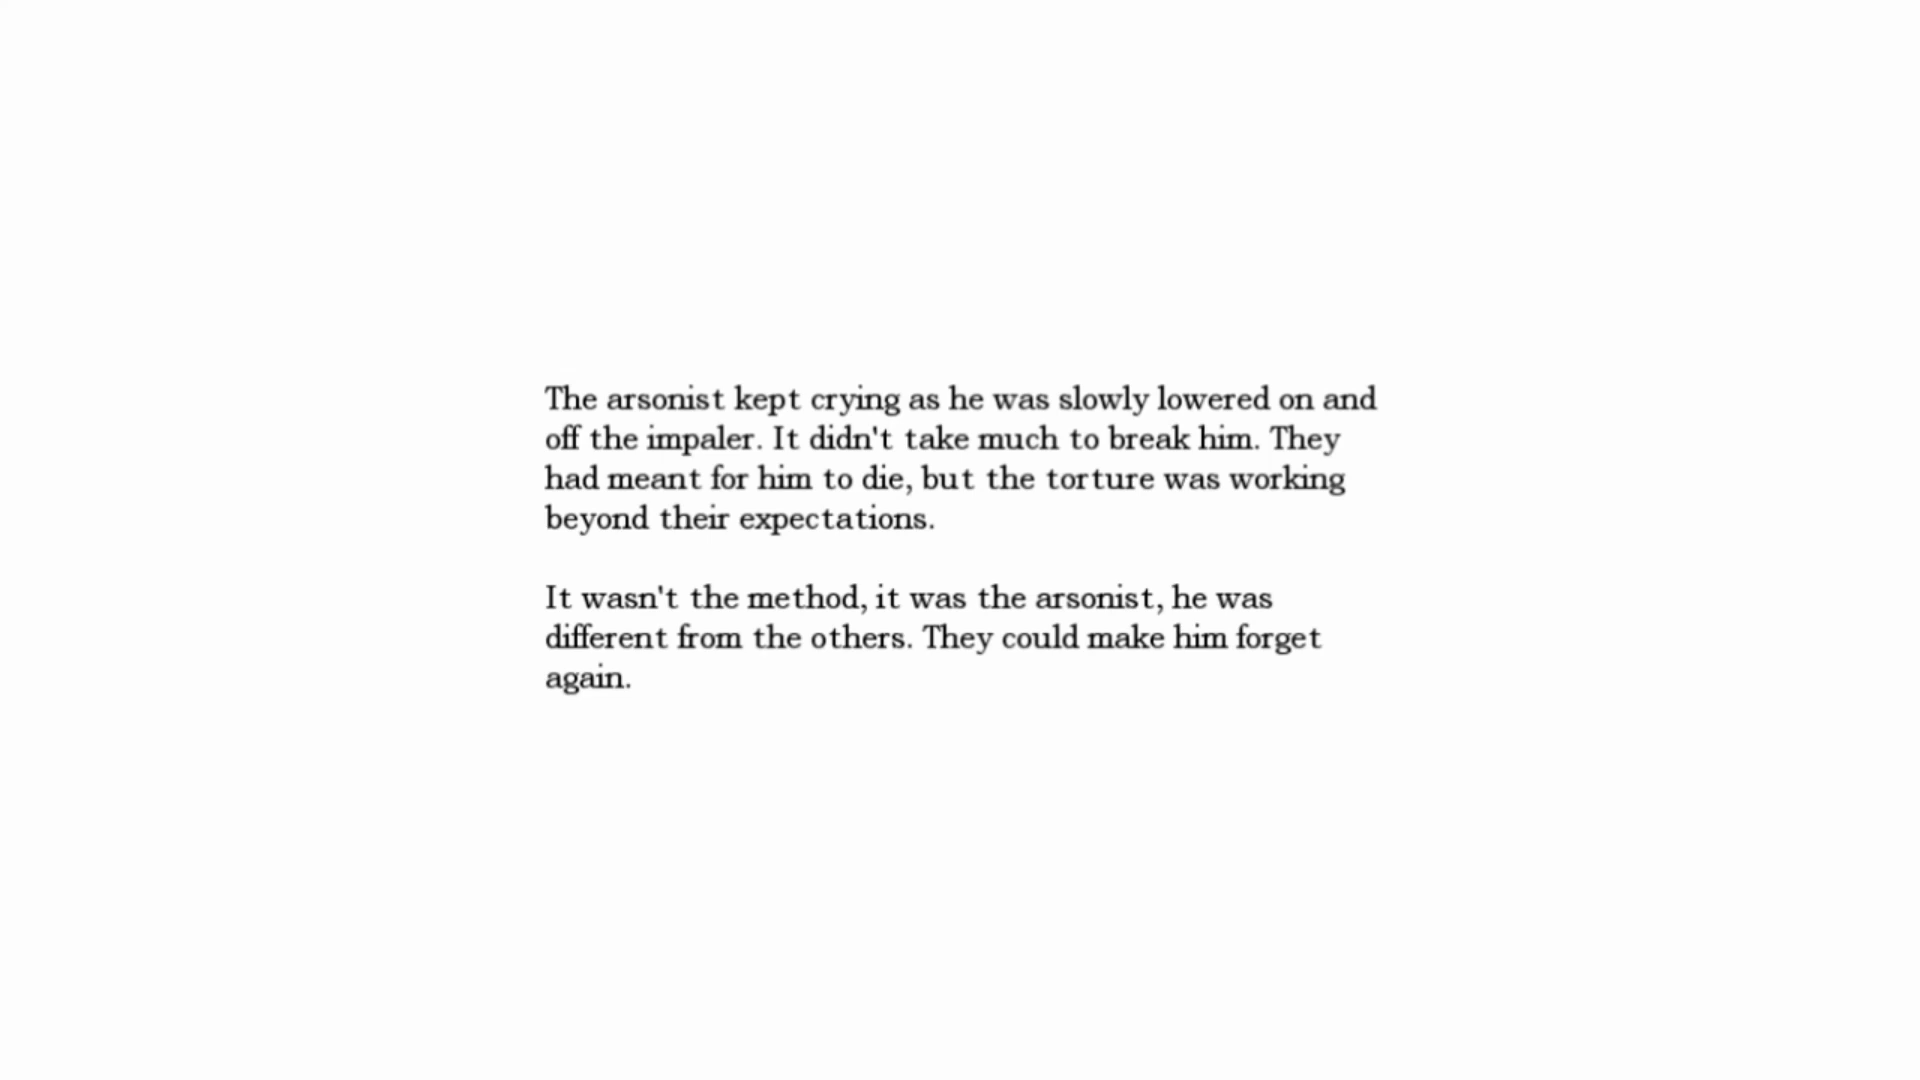 The arsonist kept crying as he was slowly lowered on and
off the impaler. It didn't take much to break him. They
had meant for him to die, but the torture was working
beyond their expectations.
It wasn't the method, it was the arsonist, he was
different from the others. They could make him forget
again.